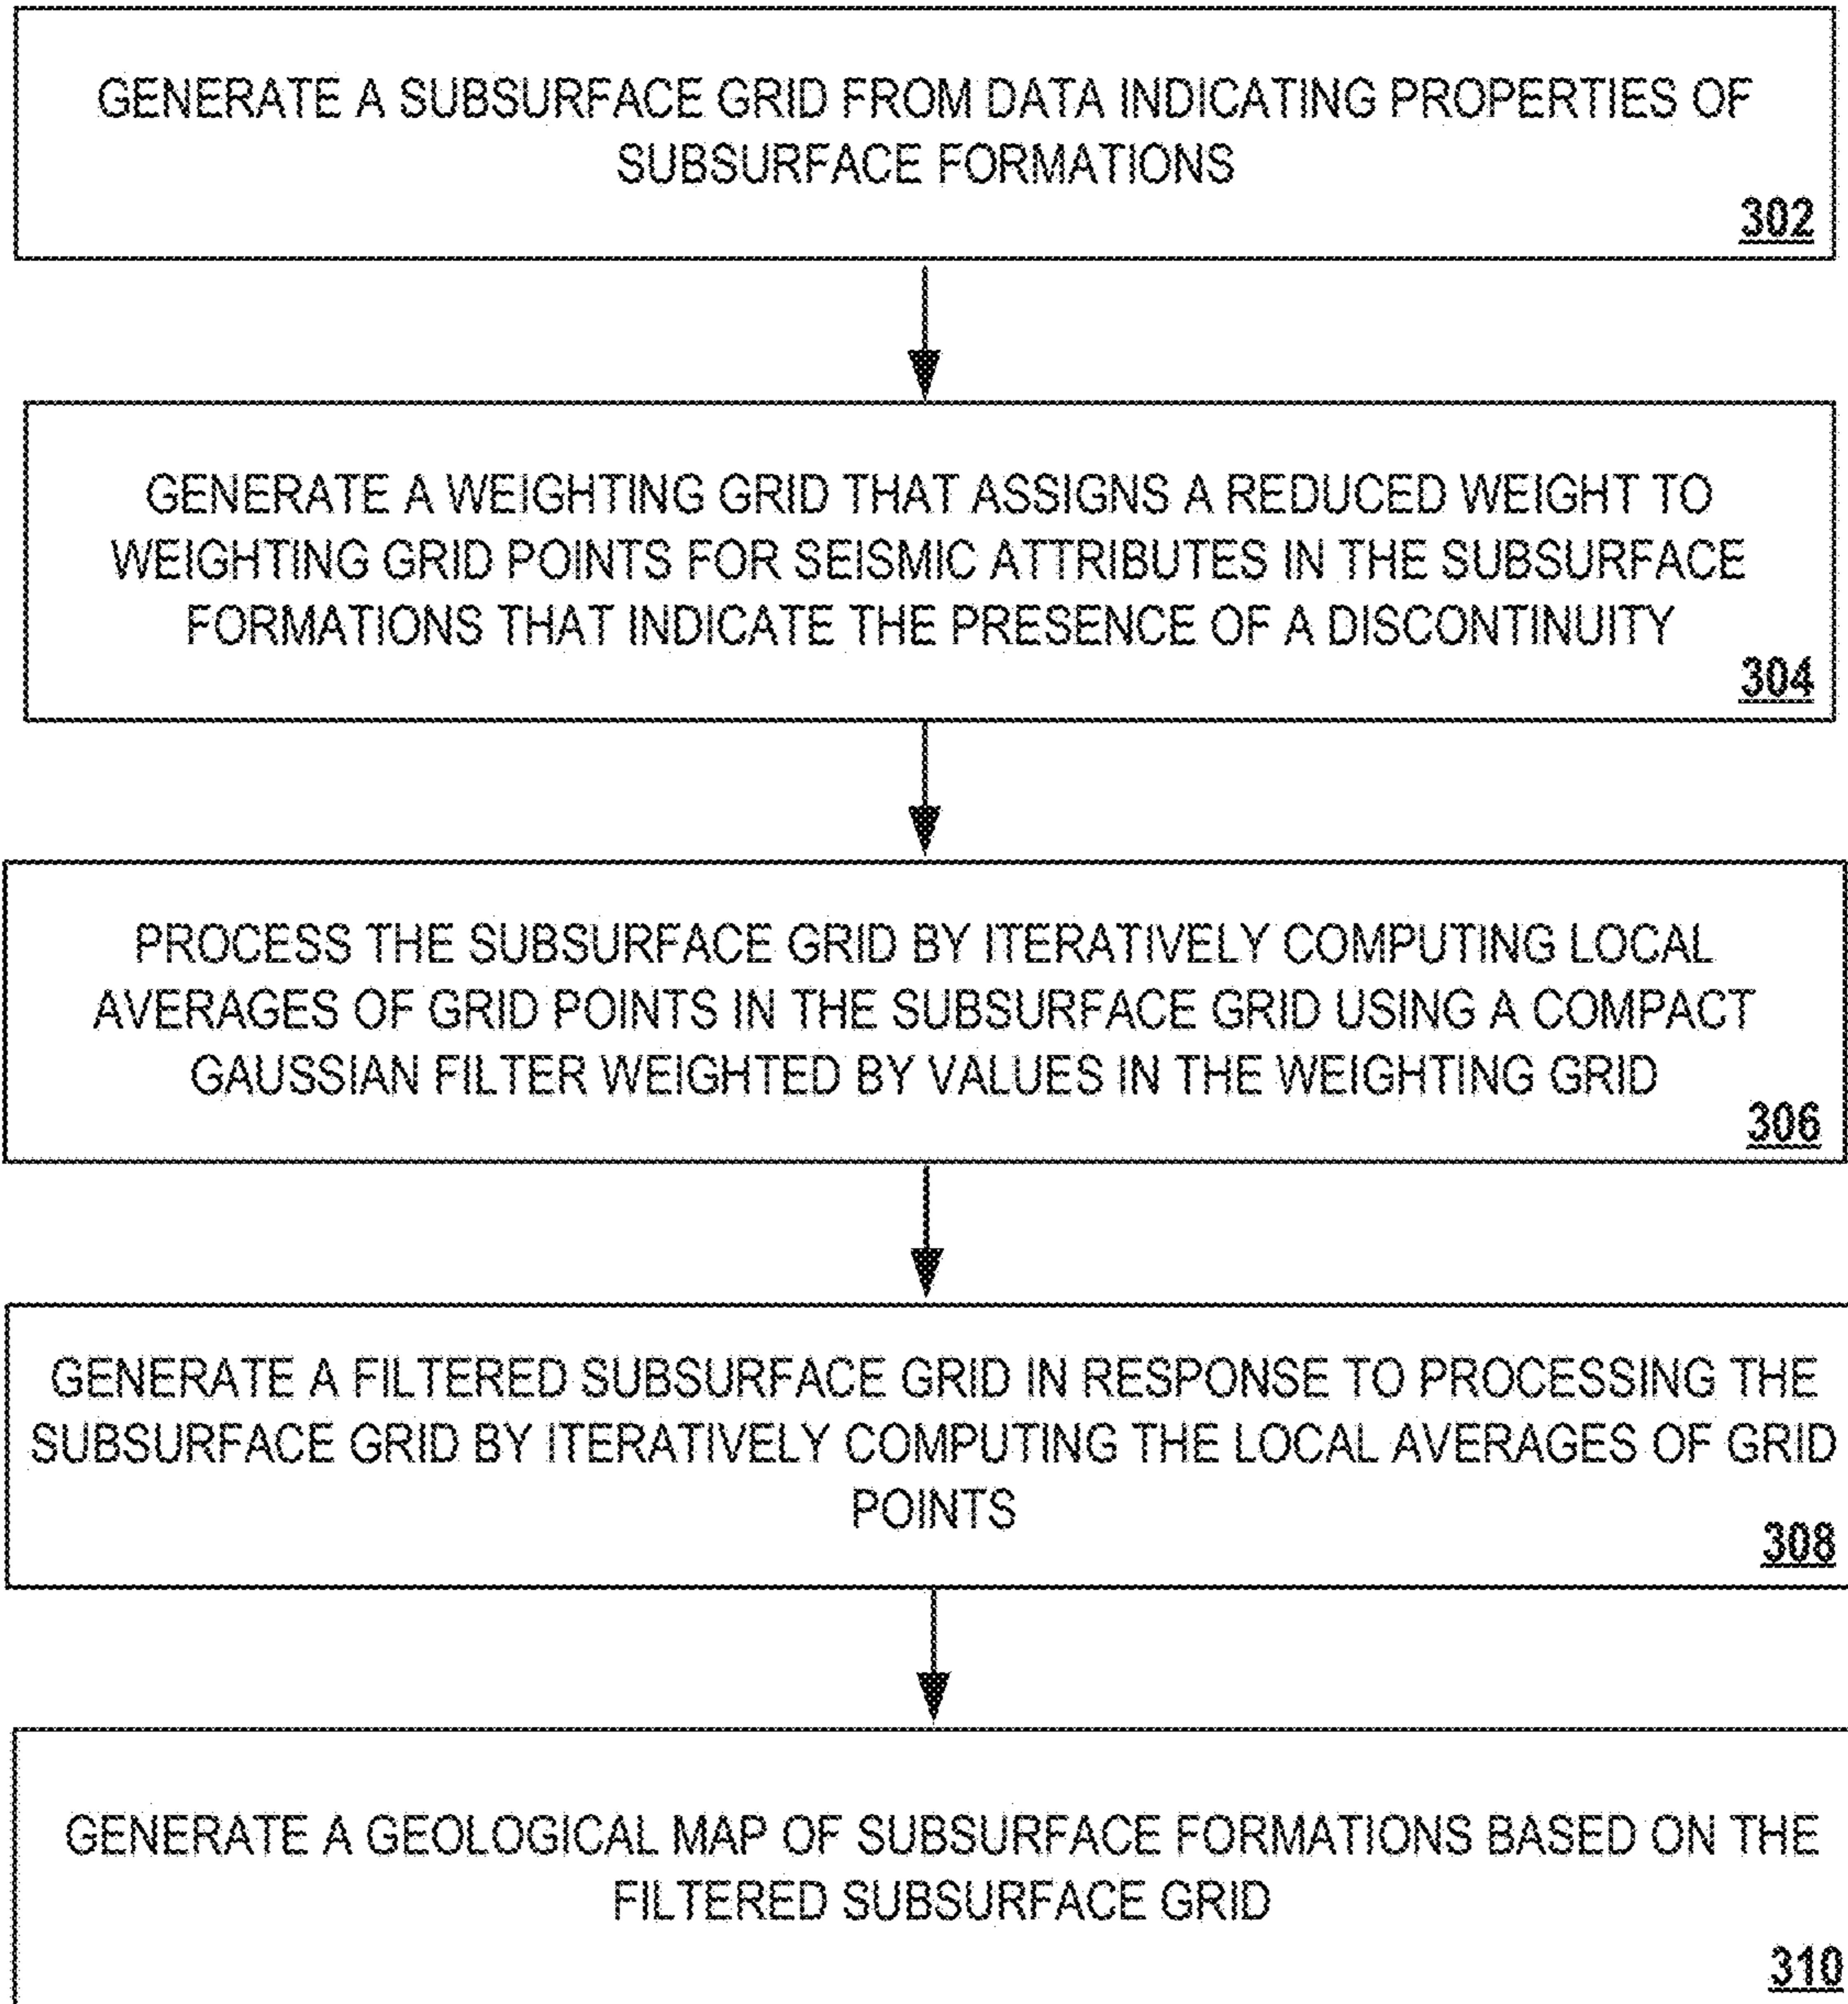 GENERATE A SUBSURFACE GRID FROM DATA INDICATING PROPERTIES OF
SUBSURFACE FORMATIONS
302
GENERATE A WEIGHTING GRID THAT ASSIGNS A REDUCED WEIGHT TO
WEIGHTING GRID POINTS FOR SEISMIC ATTRIBUTES IN THE SUBSURFACE
FORMATIONS THAT INDICATE THE PRESENCE OF A DISCONTINUITY
304
PROCESS THE SUBSURFACE GRID BY ITERATIVELY COMPUTING LOCAL
AVERAGES OF GRID POINTS IN THE SUBSURFACE GRID USING A COMPACT
GAUSSIAN FILTER WEIGHTED BY VALUES IN THE WEIGHTING GRID
306
GENERATE A FILTERED SUBSURFACE GRID IN RESPONSE TO PROCESSING THE
SUBSURFACE GRID BY ITERATIVELY COMPUTING THE LOCAL AVERAGES OF GRID
POINTS
308
GENERATE A GEOLOGICAL MAP OF SUBSURFACE FORMATIONS BASED ON THE
FILTERED SUBSURFACE GRID
310